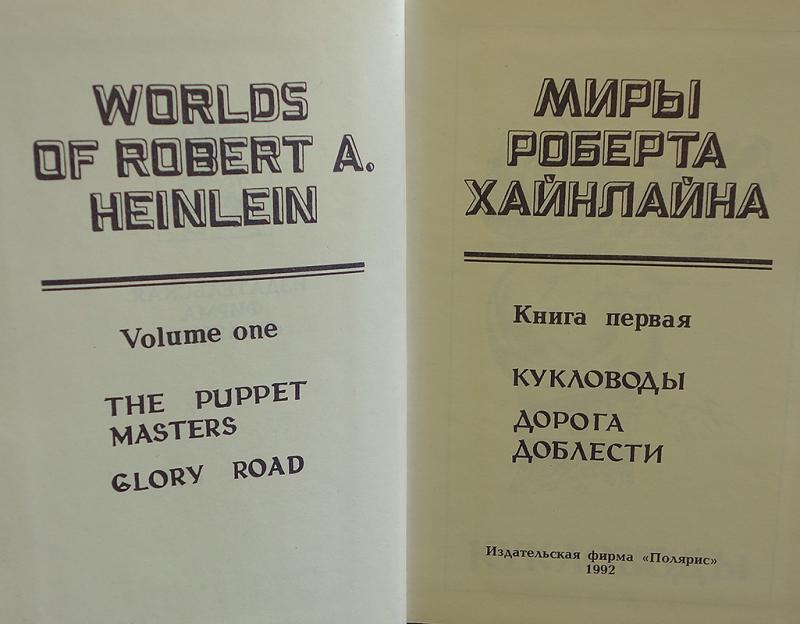 WORLDS
OF ROBERT A.
HEINLEIN
Volume one
THE PUPPET
MASTERS
GLORY ROAD
МИРЫ
РОБЕРТА
ХАЙНЛАЙНА
Книга первая
КУКЛОВОДЫ
ДОРОГА
ДОБЛЕСТИ
Издательская фирма «Полярис»
1992